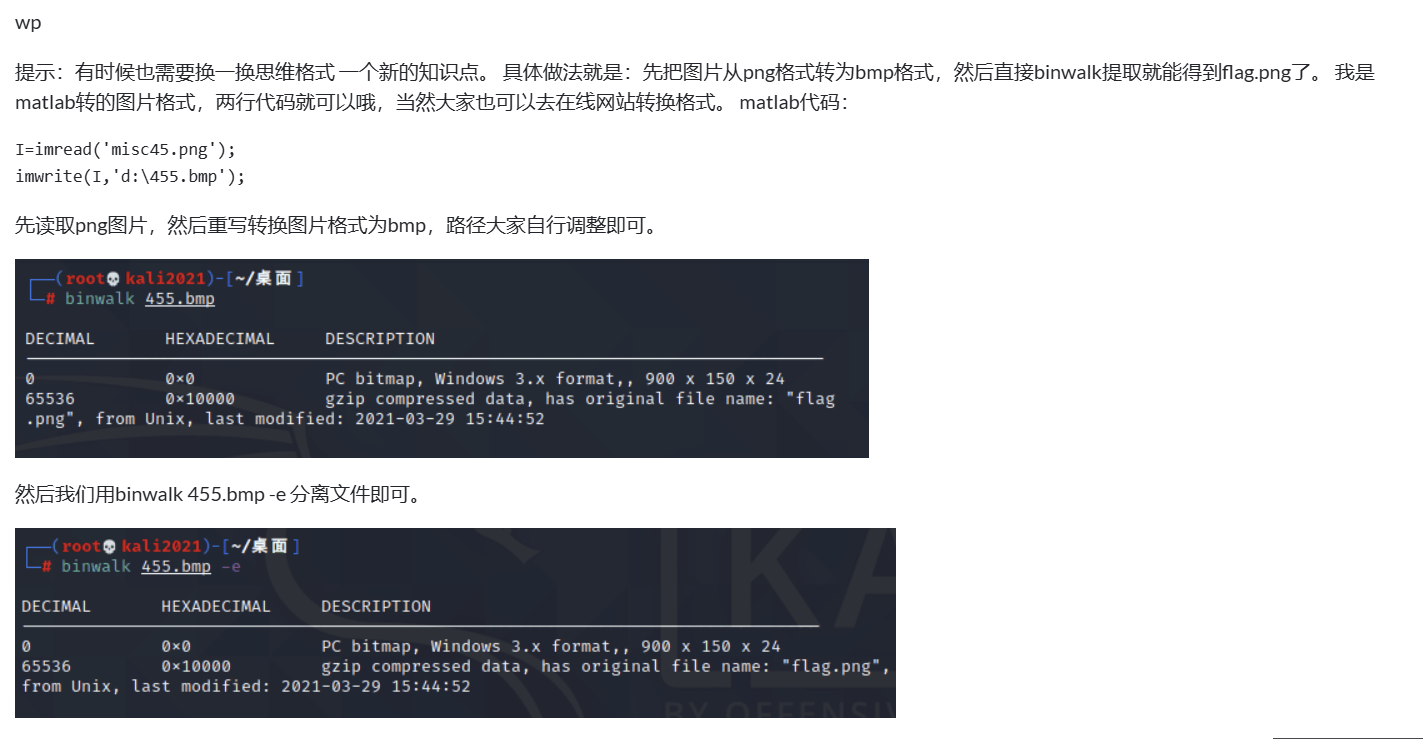 wp
提示：有时候也需要换一换思维格式 一个新的知识点。 具体做法就是：先把图片从png格式转为bmp格式，然后直接binwalk提取就能得到flag.png了。 我是
matlab转的图片格式，两行代码就可以哦，当然大家也可以去在线网站转换格式。 matlab代码：
I=imread('misc45.png');
imwrite(I,'d:\455.bmp');
先读取png图片，然后重写转换图片格式为bmp，路径大家自行调整即可。
(root💀kali2021)-[~/桌面]
# binwalk 455.bmp
DECIMAL HEXADECIMAL DESCRIPTION
0 0×0 PC bitmap, Windows 3.x format,, 900 x 150 x 24
65536 0×10000 gzip compressed data, has original file name: "flag
.png", from Unix, last modified: 2021-03-29 15:44:52
然后我们用binwalk 455.bmp -e 分离文件即可。
(root💀kali2021)-[~/桌面]
# binwalk 455.bmp -e
DECIMAL HEXADECIMAL DESCRIPTION
0 0×0 PC bitmap, Windows 3.x format,, 900 x 150 x 24
65536 0×10000 gzip compressed data, has original file name: "flag.png",
from Unix, last modified: 2021-03-29 15:44:52